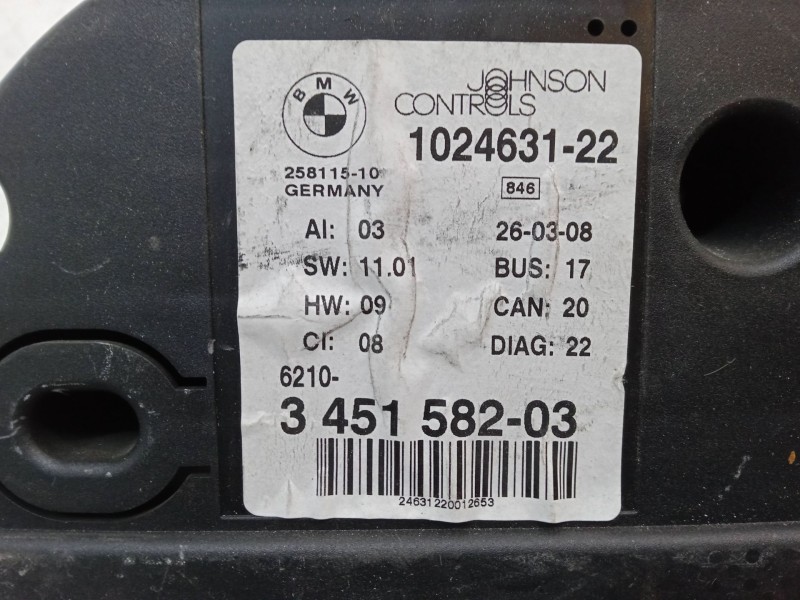 BMW
JOHNSON
CONTROLS
1024631-22
258115-10
GERMANY
846
AI: 03 26-03-08
SW: 11.01 BUS: 17
HW: 09 CAN: 20
CI: 08 DIAG: 22
6210-
3 451 582-03
24631220012653